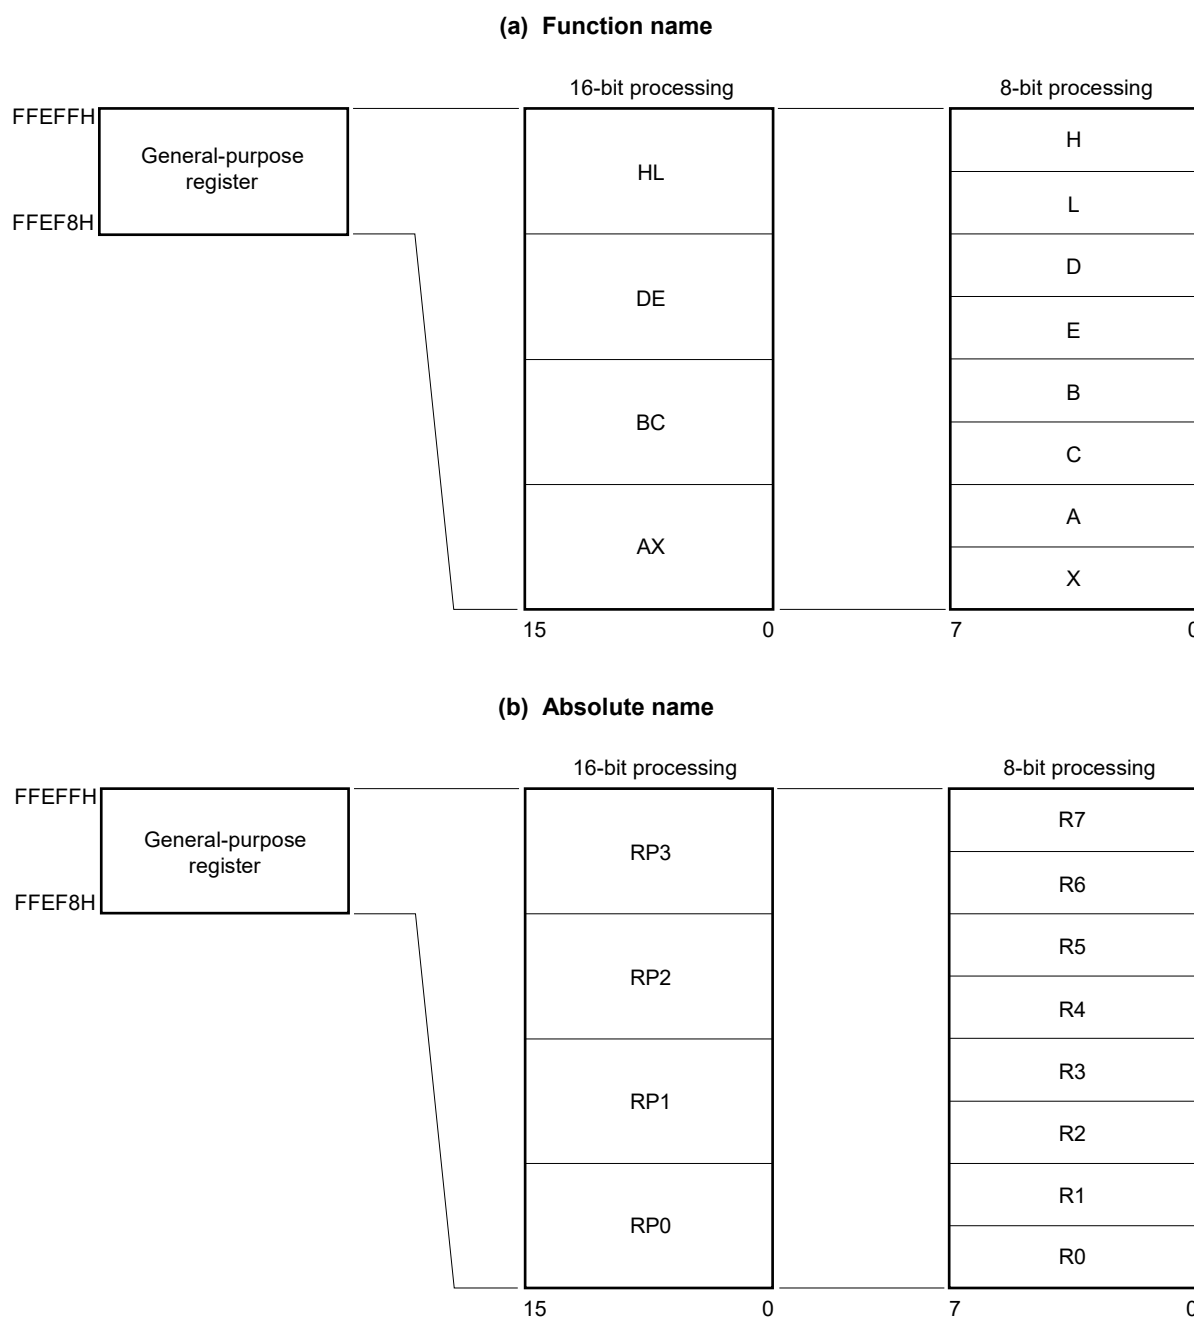 (a) Function name
16-bit processing
8-bit processing
FFEFFH
General-purpose
register
FFEF8H
HL
DE
BC
AX
H
L
D
E
B
C
A
X
15 0
7 0
(b) Absolute name
16-bit processing
8-bit processing
FFEFFH
General-purpose
register
FFEF8H
RP3
RP2
RP1
RP0
R7
R6
R5
R4
R3
R2
R1
R0
15 0
7 0